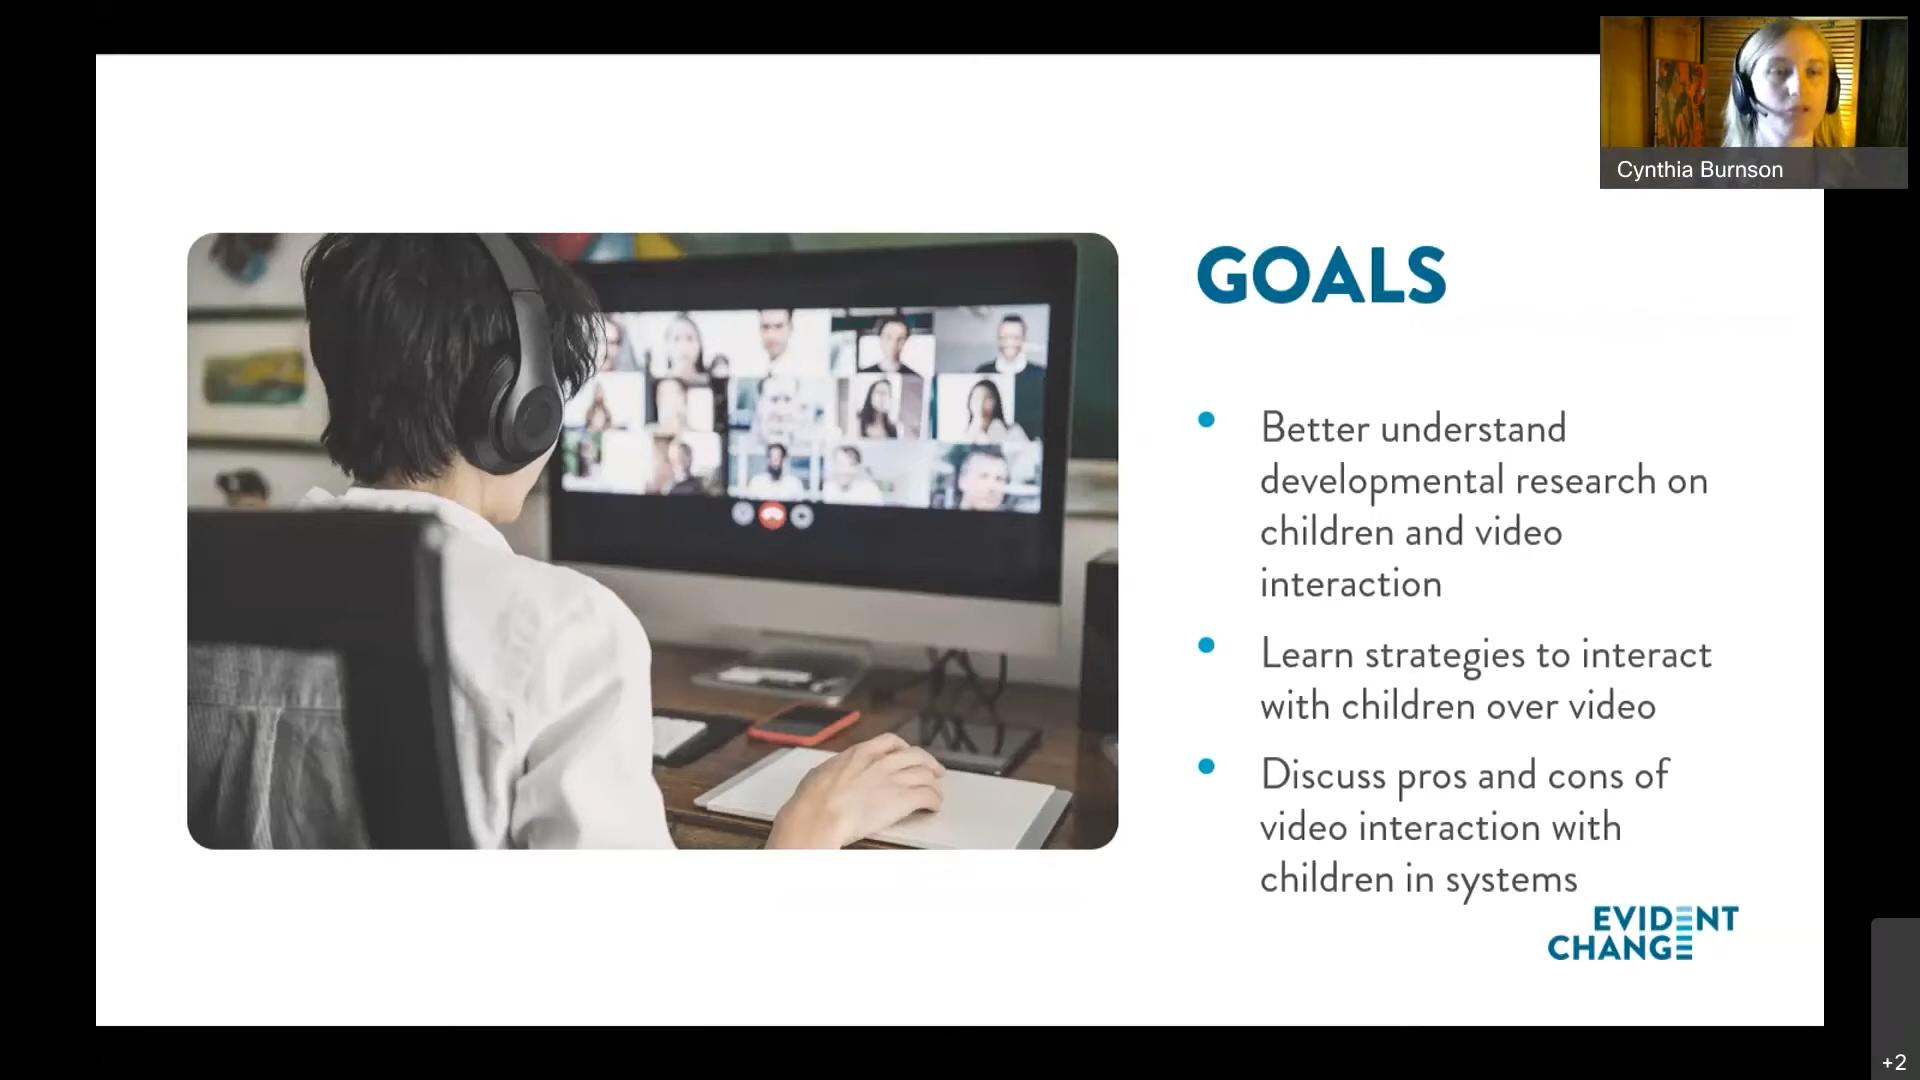 Cynthia Burnson
GOALS
Better understand
developmental research on
children and video
interaction
Learn strategies to interact
with children over video
Discuss pros and cons of
video interaction with
children in systems
EVIDENT
CHANGE
+2